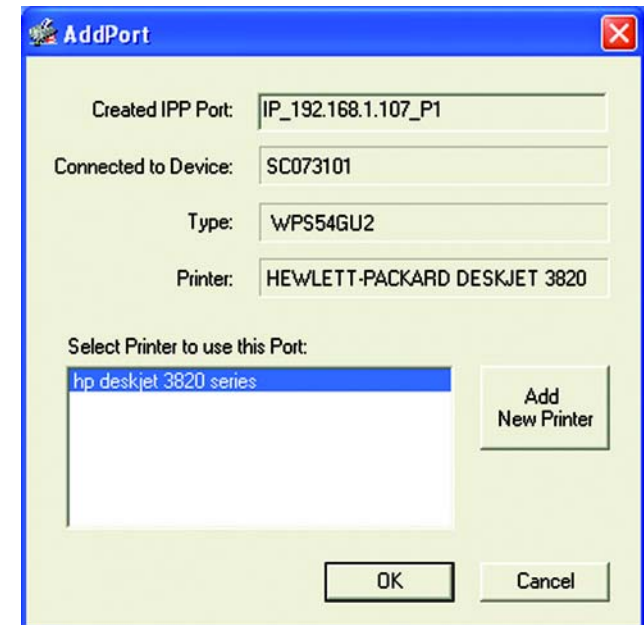 AddPort
Created IPP Port: IP_192.168.1.107_P1
Connected to Device: SC073101
Type: WPS54GU2
Printer: HEWLETT-PACKARD DESKJET 3820
Select Printer to use this Port:
hp deskjet 3820 series
Add
New Printer
OK Cancel